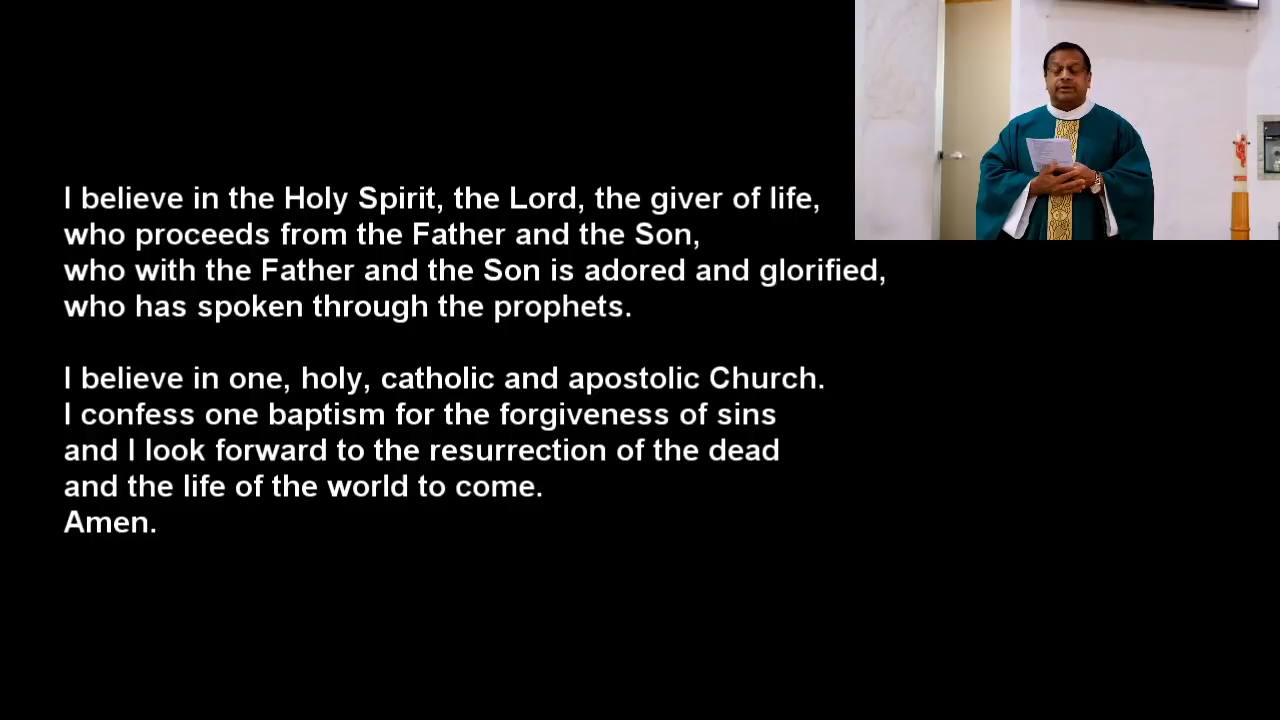 I believe in the Holy Spirit, the Lord, the giver of life,
who proceeds from the Father and the Son,
who with the Father and the Son is adored and glorified,
who has spoken through the prophets.
I believe in one, holy, catholic and apostolic Church.
I confess one baptism for the forgiveness of sins
and I look forward to the resurrection of the dead
and the life of the world to come.
Amen.